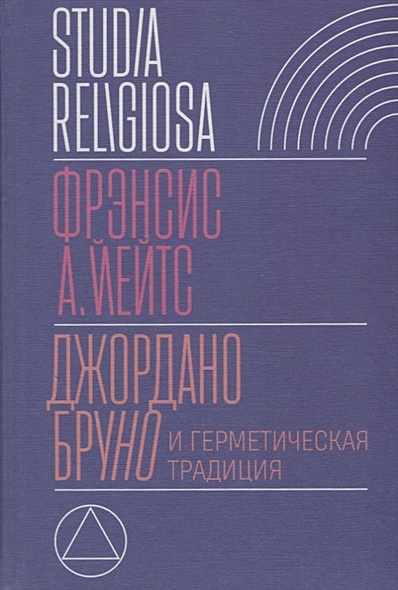 STUDIA
RELIGIOSA
ФРЭНСИС
А. ЙЕЙТС
ДЖОРДАНО
БРУНО
И ГЕРМЕТИЧЕСКАЯ
ТРАДИЦИЯ